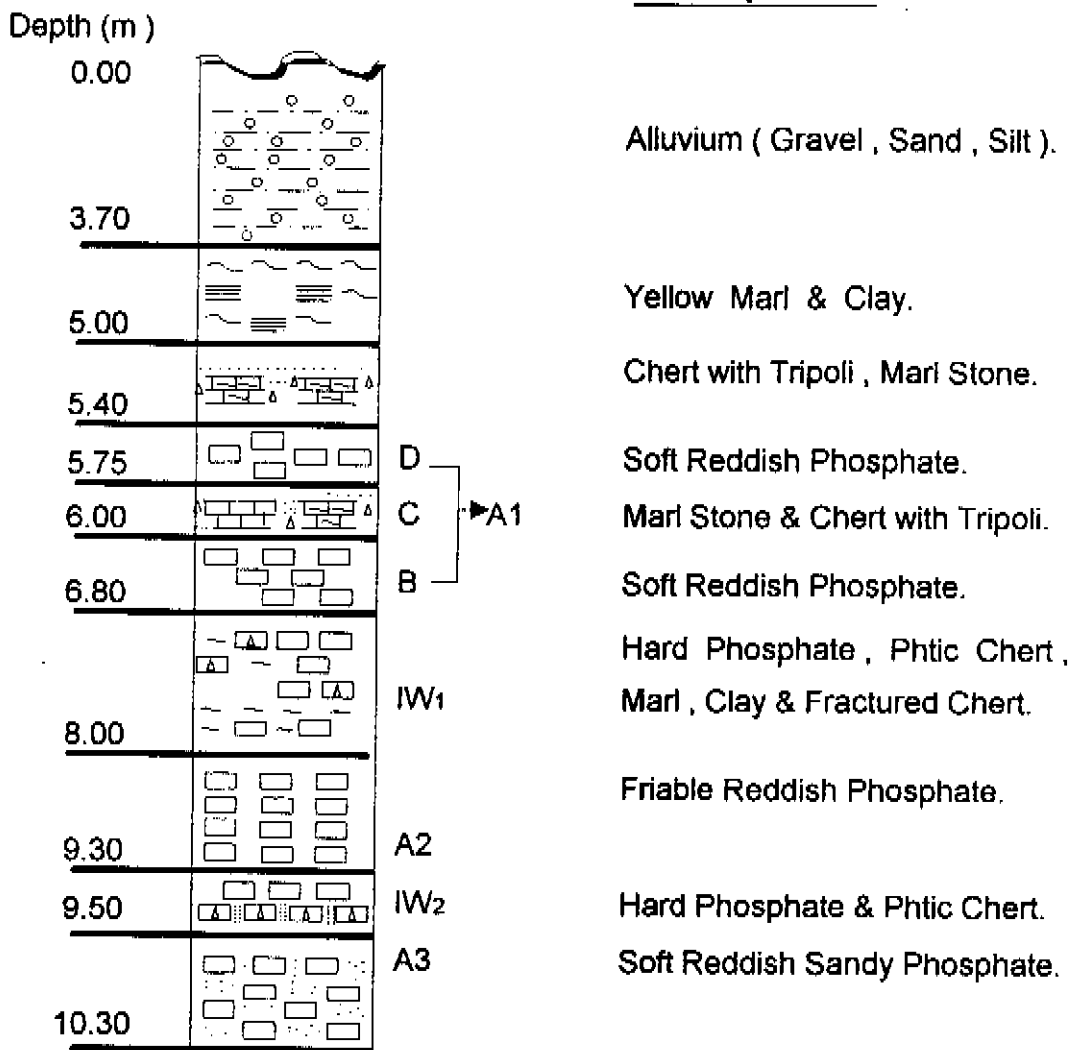 Depth (m )
0.00
Alluvium ( Gravel , Sand , Silt ).
3.70
Yellow Marl & Clay.
5.00
Chert with Tripoli , Marl Stone.
5.40
D
Soft Reddish Phosphate.
5.75
C
A1
Marl Stone & Chert with Tripoli.
6.00
B
Soft Reddish Phosphate.
6.80
Hard Phosphate , Phtic Chert ,
IW1
Marl , Clay & Fractured Chert.
8.00
Friable Reddish Phosphate.
A2
9.30
IW2
Hard Phosphate & Phtic Chert.
9.50
A3
Soft Reddish Sandy Phosphate.
10.30